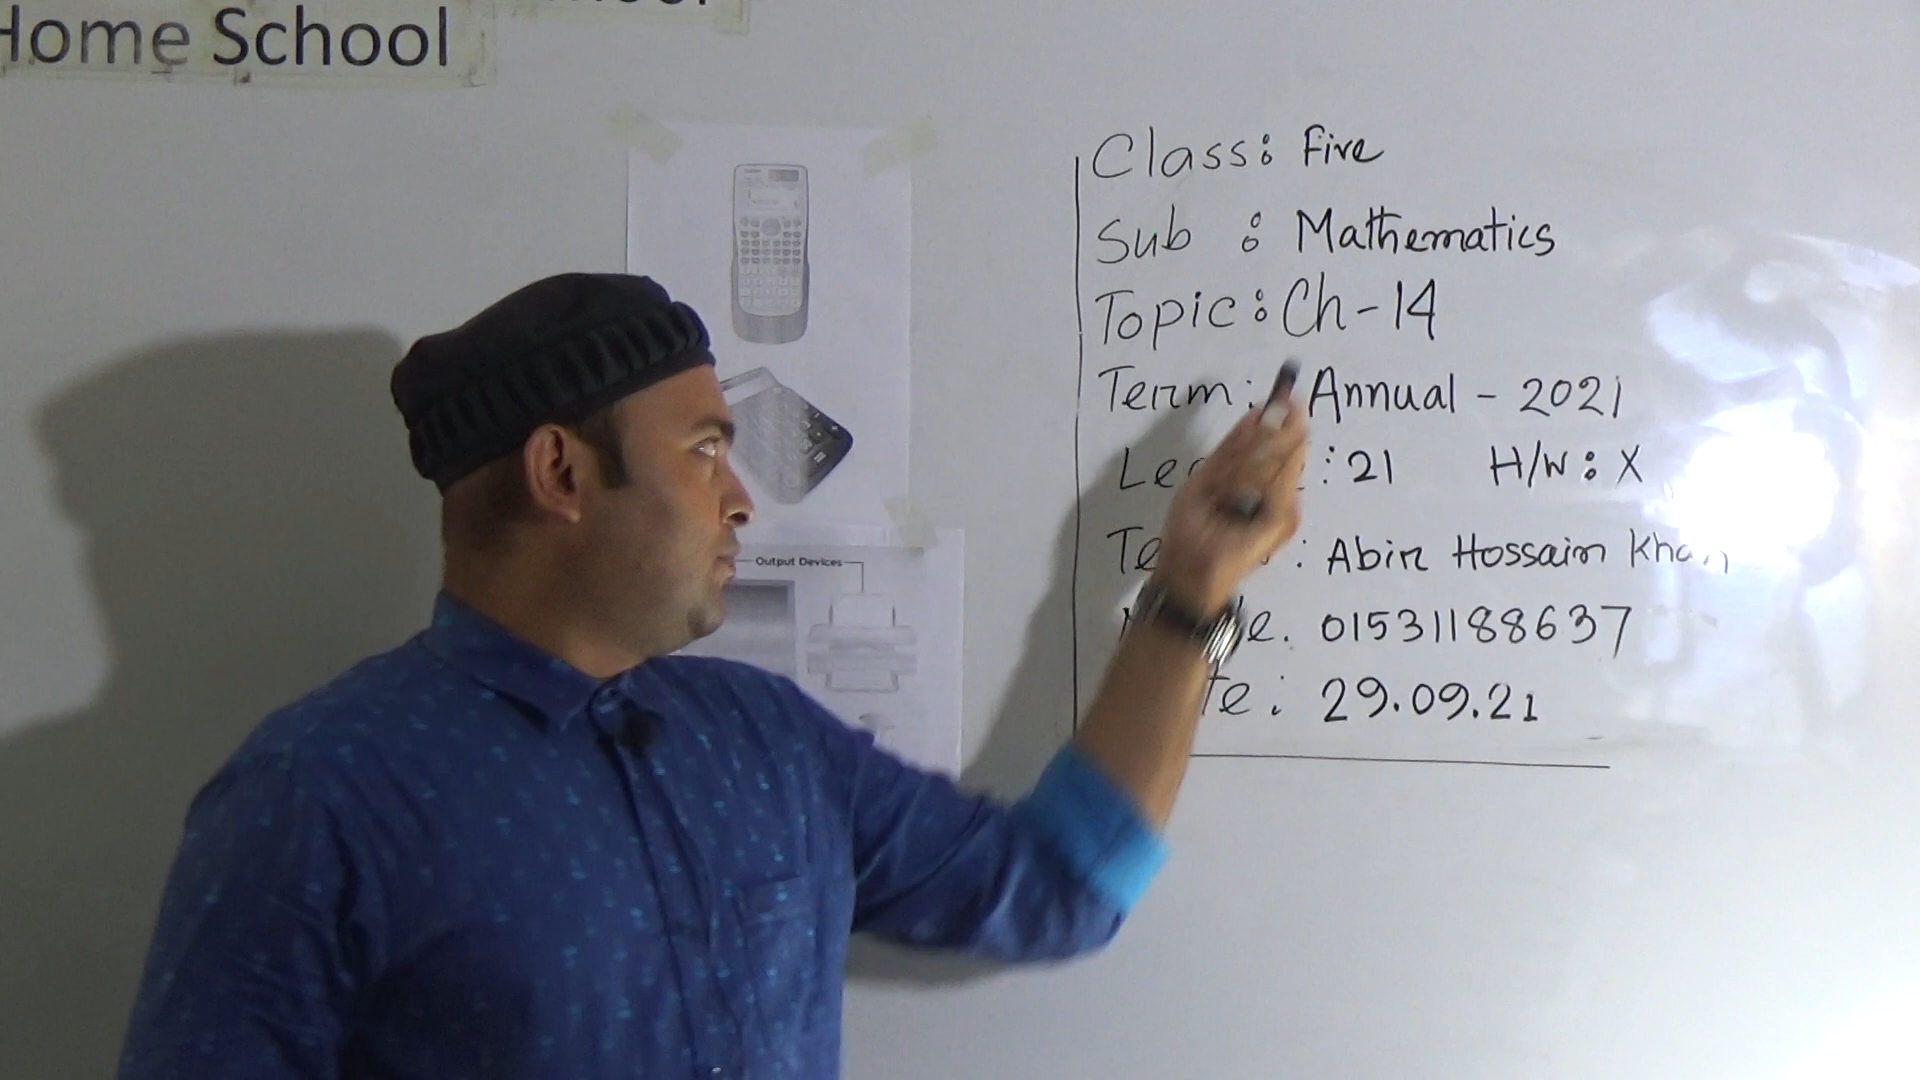 Home School
Class: Five
Sub : Mathematics
Topic: Ch-14
Term: Annual - 2021
: 21 H/W: X
: Abir Hossain Khan
01531188637
29.09.21
Output Devices